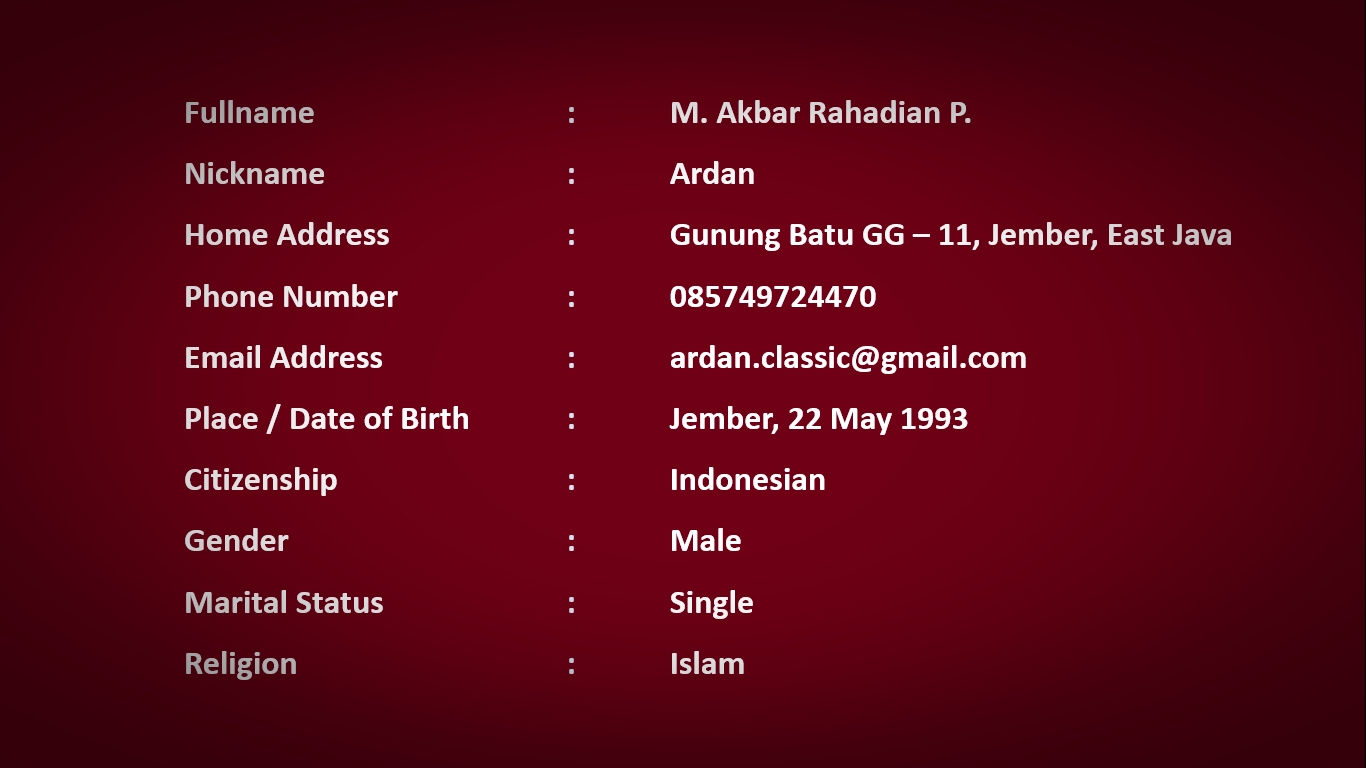 Fullname : M. Akbar Rahadian P.
Nickname : Ardan
Home Address : Gunung Batu GG – 11, Jember, East Java
Phone Number : 085749724470
Email Address : ardan.classic@gmail.com
Place / Date of Birth : Jember, 22 May 1993
Citizenship : Indonesian
Gender : Male
Marital Status : Single
Religion : Islam